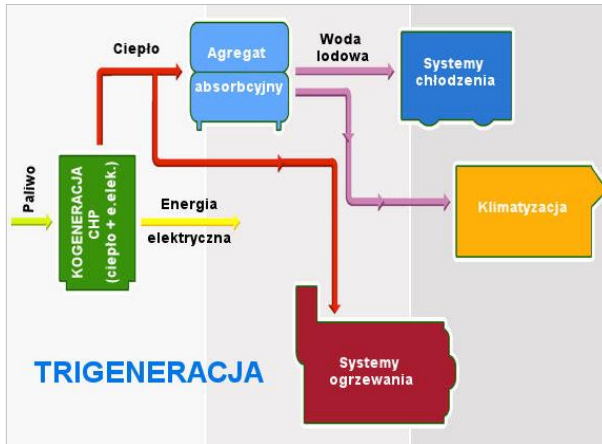 Ciepło
Agregat
absorbcyjny
Woda
lodowa
Systemy
chłodzenia
Paliwo
KOGENERACJA
CHP
(ciepło + e.elek.)
Energia
elektryczna
Klimatyzacja
TRIGENERACJA
Systemy
ogrzewania